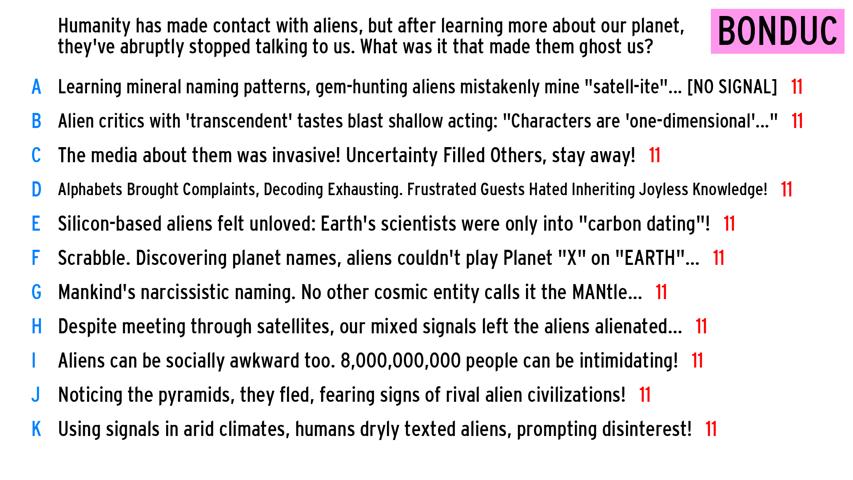 Humanity has made contact with aliens, but after learning more about our planet,
they've abruptly stopped talking to us. What was it that made them ghost us?
BONDUC
A Learning mineral naming patterns, gem-hunting aliens mistakenly mine "satell-ite"... [NO SIGNAL] 11
B Alien critics with 'transcendent' tastes blast shallow acting: "Characters are 'one-dimensional'..." 11
C The media about them was invasive! Uncertainty Filled Others, stay away! 11
D Alphabets Brought Complaints, Decoding Exhausting. Frustrated Guests Hated Inheriting Joyless Knowledge! 11
E Silicon-based aliens felt unloved: Earth's scientists were only into "carbon dating"! 11
F Scrabble. Discovering planet names, aliens couldn't play Planet "X" on "EARTH"... 11
G Mankind's narcissistic naming. No other cosmic entity calls it the MANtle... 11
H Despite meeting through satellites, our mixed signals left the aliens alienated... 11
I Aliens can be socially awkward too. 8,000,000,000 people can be intimidating! 11
J Noticing the pyramids, they fled, fearing signs of rival alien civilizations! 11
K Using signals in arid climates, humans dryly texted aliens, prompting disinterest! 11